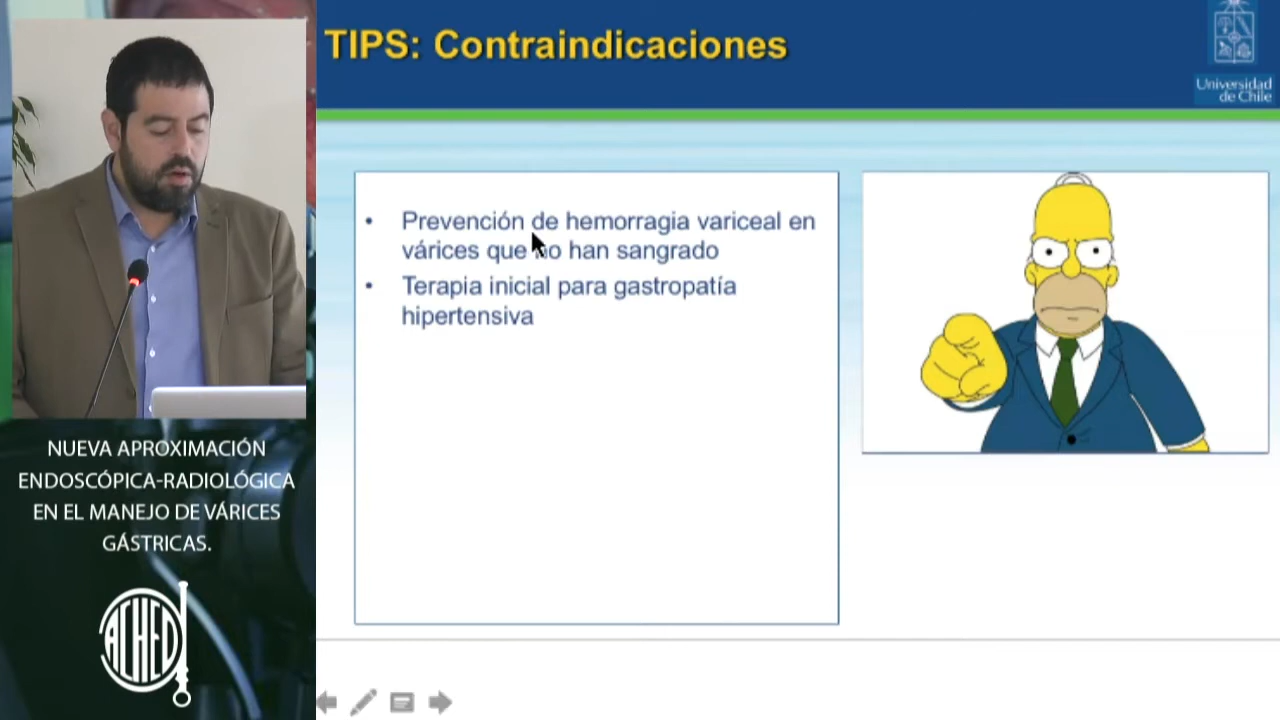 TIPS: Contraindicaciones
Universidad
de Chile
• Prevención de hemorragia variceal en
várices que no han sangrado
• Terapia inicial para gastropatía
hipertensiva
NUEVA APROXIMACIÓN
ENDOSCÓPICA-RADIOLÓGICA
EN EL MANEJO DE VÁRICES
GÁSTRICAS.
ACHED